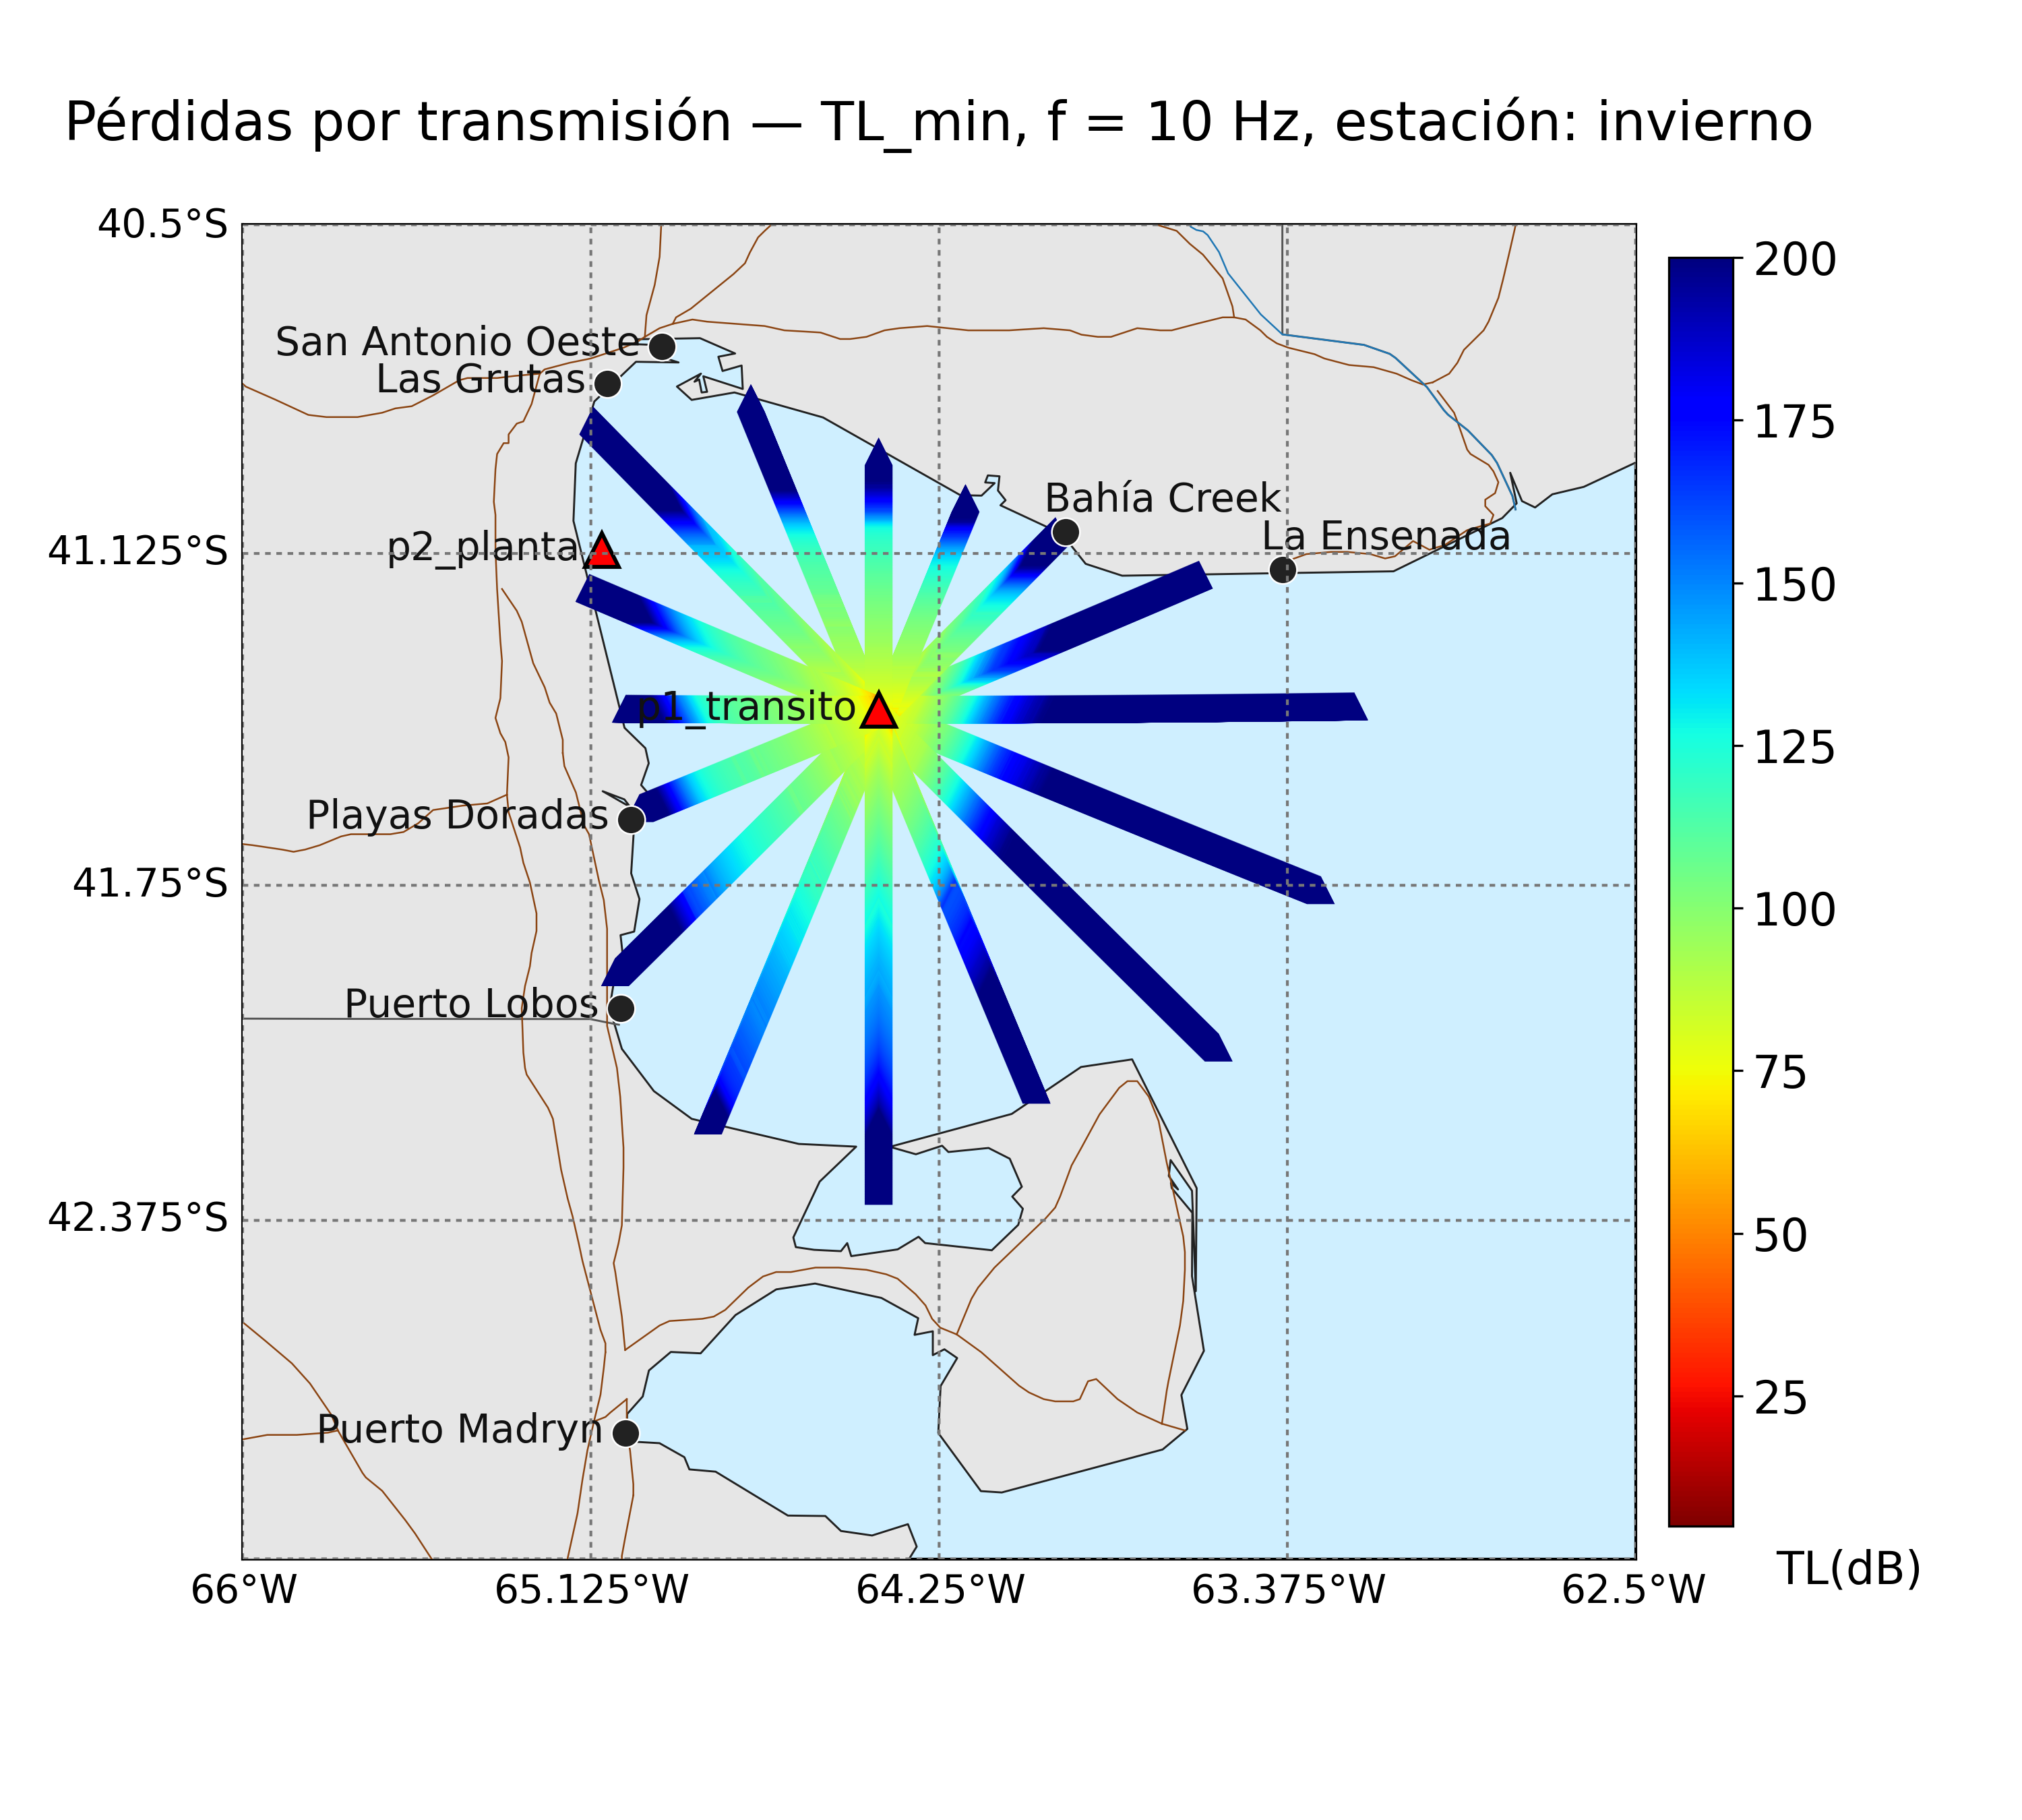 Pérdidas por transmisión — TL_min, f = 10 Hz, estación: invierno
40.5°S
200
San Antonio Oeste
Las Grutas
175
Bahía Creek
La Ensenada
p2_planta
41.125°S
150
p1_transito
125
Playas Doradas
41.75°S
100
Puerto Lobos
75
42.375°S
50
25
Puerto Madryn
TL(dB)
66°W
65.125°W
64.25°W
63.375°W
62.5°W